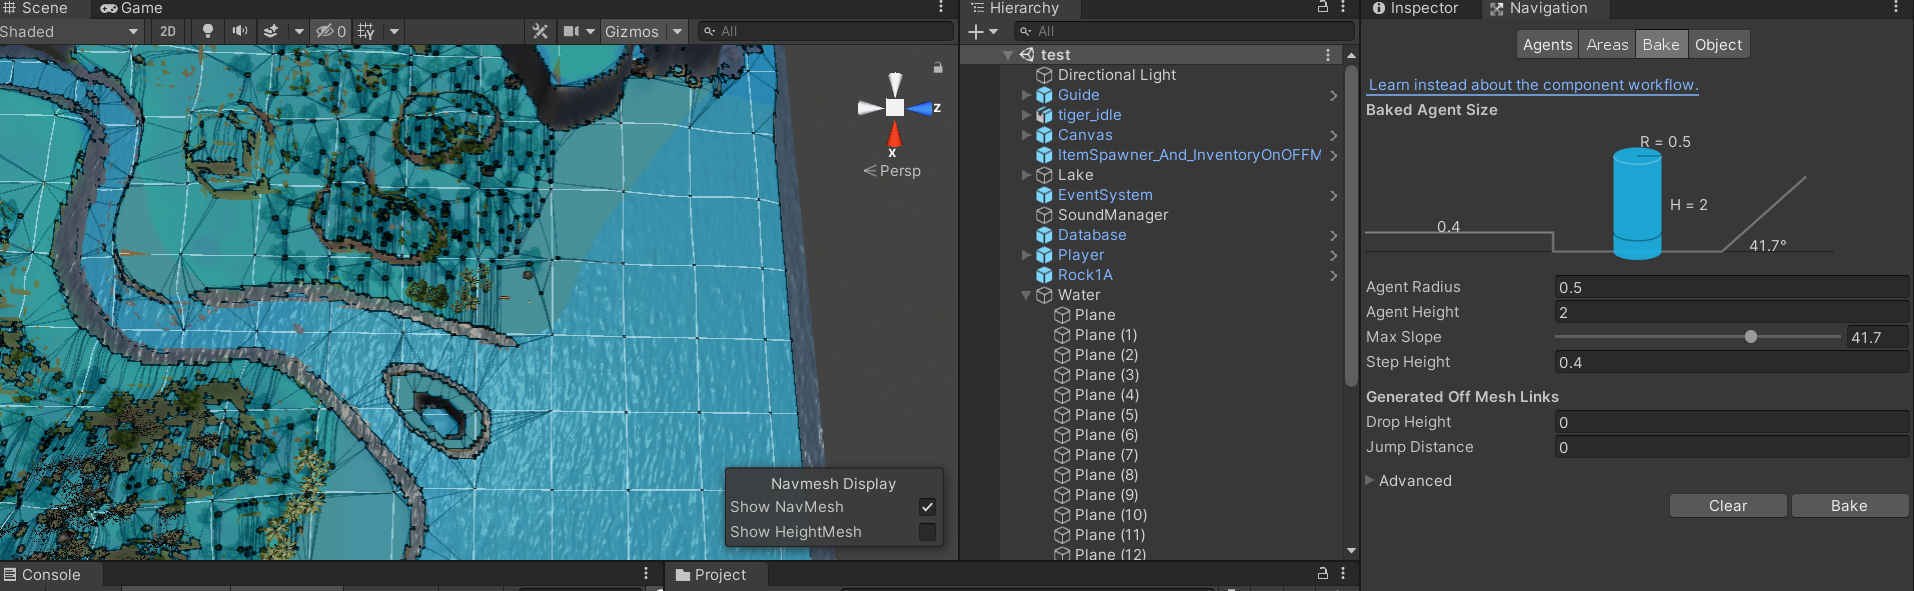 Scene
Game
Shaded
2D
0
Gizmos
All
z
x
Persp
Navmesh Display
Show NavMesh
Show HeightMesh
Console
Project
Hierarchy
All
test
Directional Light
Guide
tiger_idle
Canvas
ItemSpawner_And_InventoryOnOFFM
Lake
EventSystem
SoundManager
Database
Player
Rock1A
Water
Plane
Plane (1)
Plane (2)
Plane (3)
Plane (4)
Plane (5)
Plane (6)
Plane (7)
Plane (8)
Plane (9)
Plane (10)
Plane (11)
Plane (12)
Inspector
Navigation
Agents
Areas
Bake
Object
Learn instead about the component workflow.
Baked Agent Size
R = 0.5
H = 2
0.4
41.7°
Agent Radius
0.5
Agent Height
2
Max Slope
41.7
Step Height
0.4
Generated Off Mesh Links
Drop Height
0
Jump Distance
0
Advanced
Clear
Bake